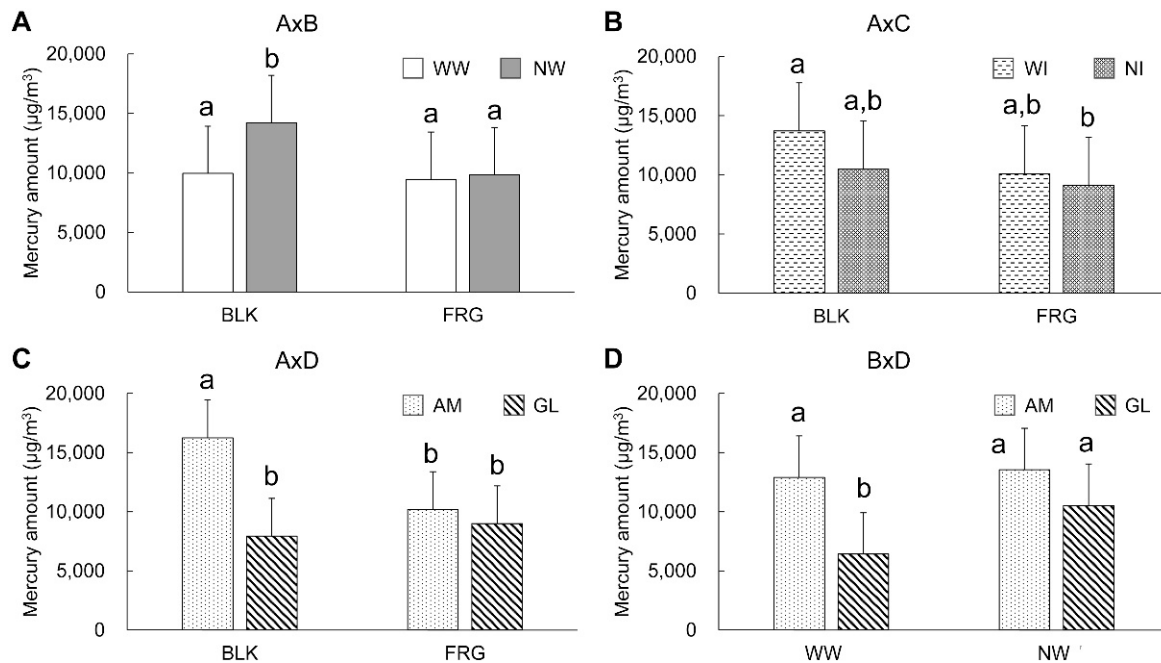 A
AxB
Mercury amount (µg/m³)
20,000
15,000
10,000
5,000
0
WW
NW
a
b
a
a
BLK
FRG
B
AxC
Mercury amount (µg/m³)
20,000
15,000
10,000
5,000
0
WI
NI
a
a,b
a,b
b
BLK
FRG
C
AxD
Mercury amount (µg/m³)
20,000
15,000
10,000
5,000
0
AM
GL
a
b
b
b
BLK
FRG
D
BxD
Mercury amount (µg/m³)
20,000
15,000
10,000
5,000
0
AM
GL
a
b
a
a
WW
NW